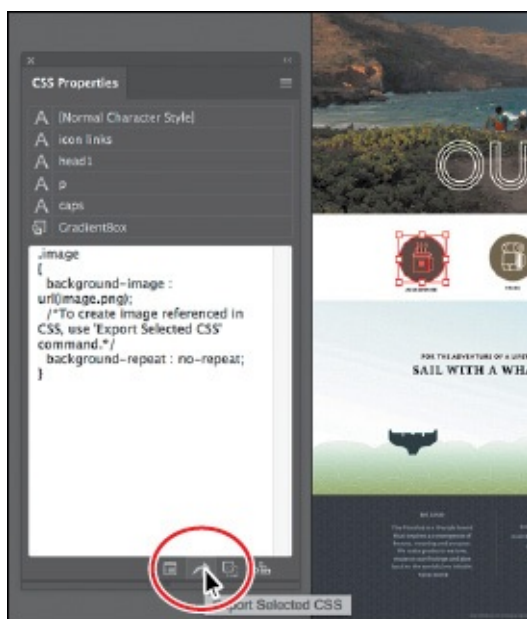 CSS Properties
[Normal Character Style]
icon links
head1
p
caps
GradientBox
.image
{
background-image :
url(image.png);
/*To create image referenced in
CSS, use 'Export Selected CSS'
command.*/
background-repeat : no-repeat;
}
Export Selected CSS
OU
FOR THE ADVENTURE OF A LIFET
SAIL WITH A WHA